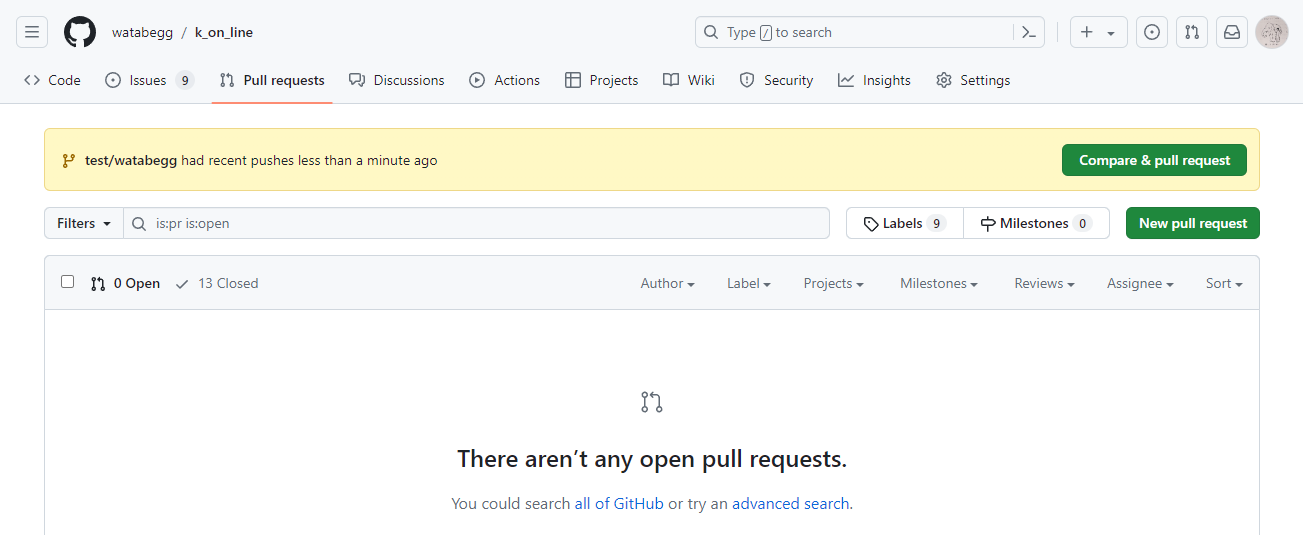 watabegg / k_on_line
Type / to search
Code Issues 9 Pull requests Discussions Actions Projects Wiki Security Insights Settings
test/watabegg had recent pushes less than a minute ago Compare & pull request
Filters is:pr is:open Labels 9 Milestones 0 New pull request
0 Open 13 Closed Author Label Projects Milestones Reviews Assignee Sort
There aren’t any open pull requests.
You could search all of GitHub or try an advanced search.